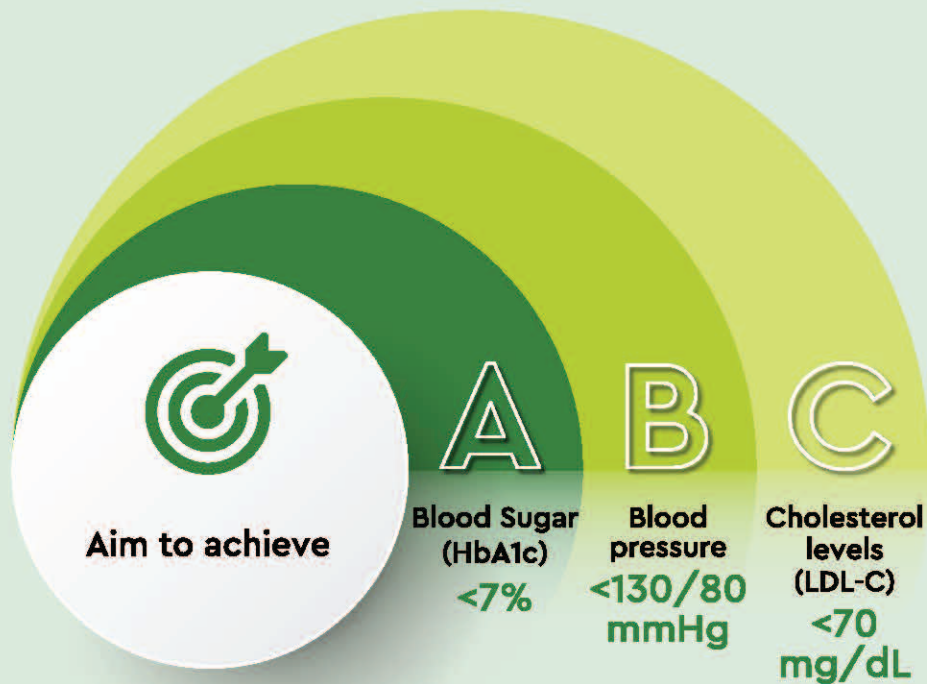 Aim to achieve
A
Blood Sugar
(HbA1c)
<7%
B
Blood
pressure
<130/80
mmHg
C
Cholesterol
levels
(LDL-C)
<70
mg/dL